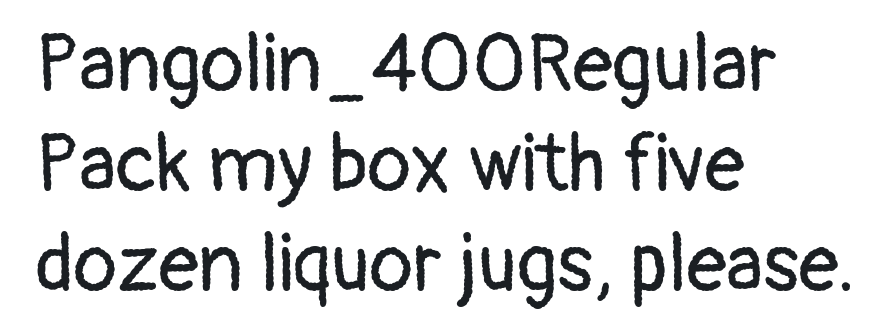 Pangolin_400Regular
Pack my box with five
dozen liquor jugs, please.